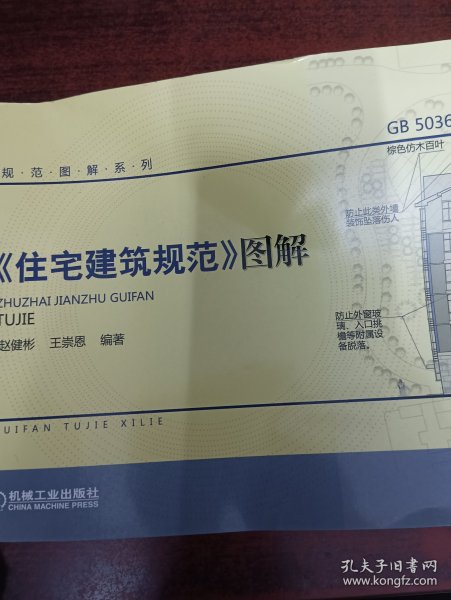 规·范·图·解·系·列
GB 5036
棕色仿木百叶
防止此类外墙
装饰坠落伤人
《住宅建筑规范》图解
ZHUZHAI JIANZHU GUIFAN
TUJIE
赵健彬 王崇恩 编著
防止外窗玻
璃、入口挑
檐等附属设
备脱落。
GUIFAN TUJIE XILIE
机械工业出版社
CHINA MACHINE PRESS
孔夫子旧书网
www.kongfz.com